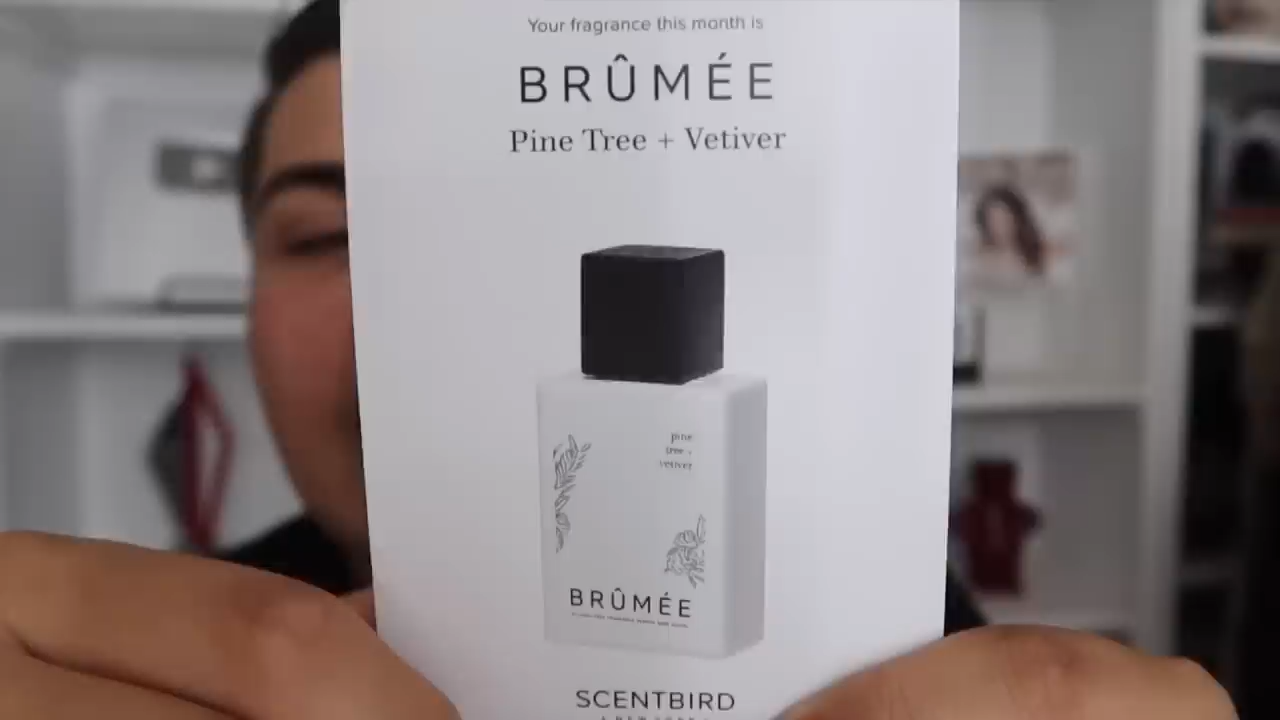 Your fragrance this month is
BRÛMÉE
Pine Tree + Vetiver
pine
tree +
vetiver
BRÛMÉE
SCENTBIRD